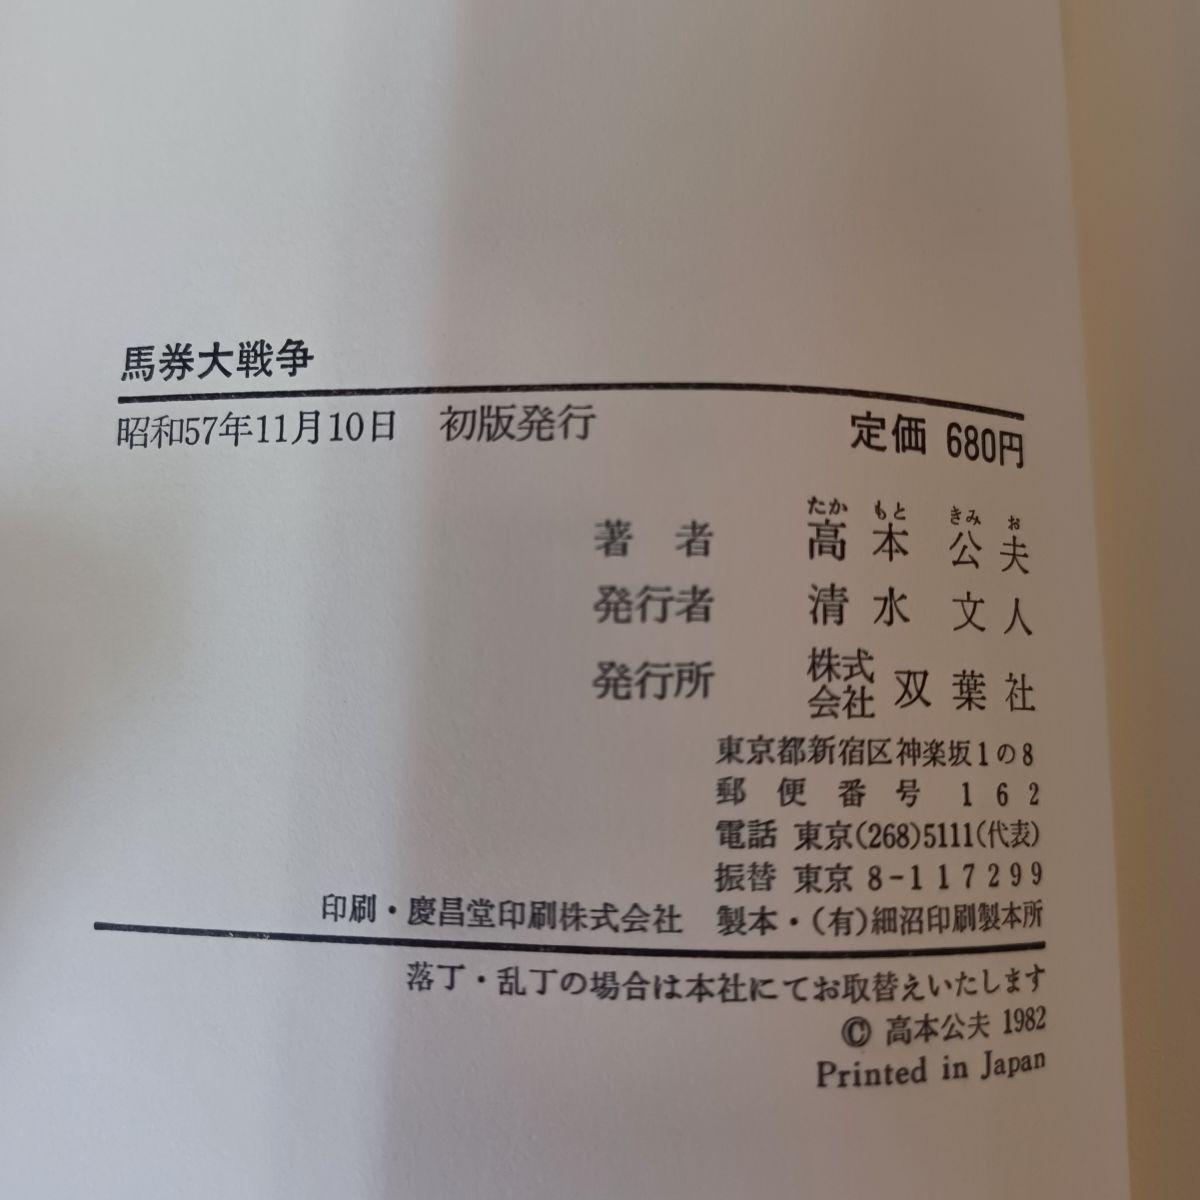 馬券大戦争
昭和57年11月10日　初版発行　定価 680円
たか もと きみ お
著　者　高本公夫
発行者　清水文人
発行所　株式会社 双葉社
東京都新宿区神楽坂1の8
郵便番号 162
電話 東京(268)5111(代表)
振替 東京 8-117299
印刷・慶昌堂印刷株式会社　製本・(有)細沼印刷製本所
落丁・乱丁の場合は本社にてお取替えいたします
© 高本公夫 1982
Printed in Japan